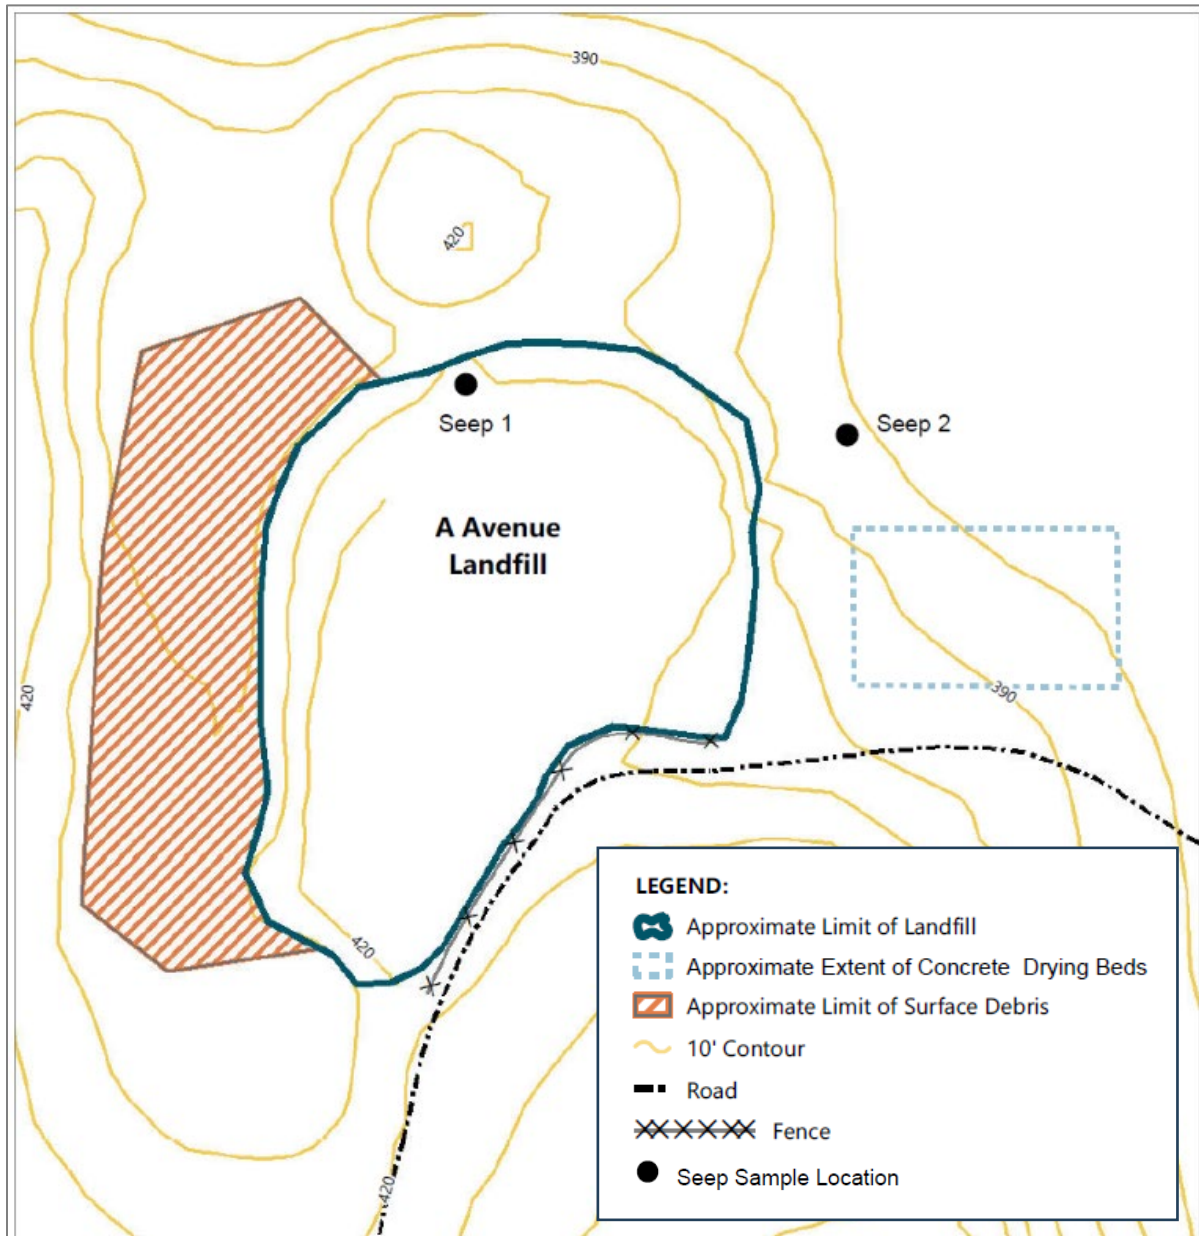 390
420
Seep 1
Seep 2
A Avenue
Landfill
420
390
420
420
LEGEND:
Approximate Limit of Landfill
Approximate Extent of Concrete Drying Beds
Approximate Limit of Surface Debris
10' Contour
Road
Fence
Seep Sample Location